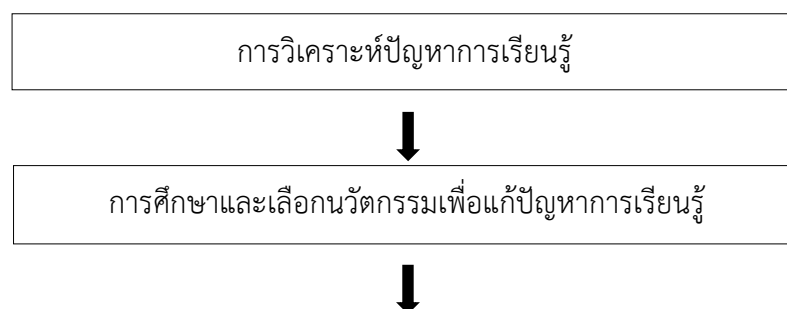 การวิเคราะห์ปัญหาการเรียนรู้
การศึกษาและเลือกนวัตกรรมเพื่อแก้ปัญหาการเรียนรู้